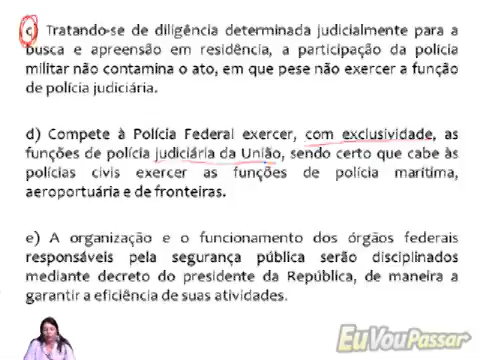 c) Tratando-se de diligência determinada judicialmente para a
busca e apreensão em residência, a participação da polícia
militar não contamina o ato, em que pese não exercer a função
de polícia judiciária.
d) Compete à Polícia Federal exercer, com exclusividade, as
funções de polícia judiciária da União, sendo certo que cabe às
polícias civis exercer as funções de polícia marítima,
aeroportuária e de fronteiras.
e) A organização e o funcionamento dos órgãos federais
responsáveis pela segurança pública serão disciplinados
mediante decreto do presidente da República, de maneira a
garantir a eficiência de suas atividades.
EuVouPassar